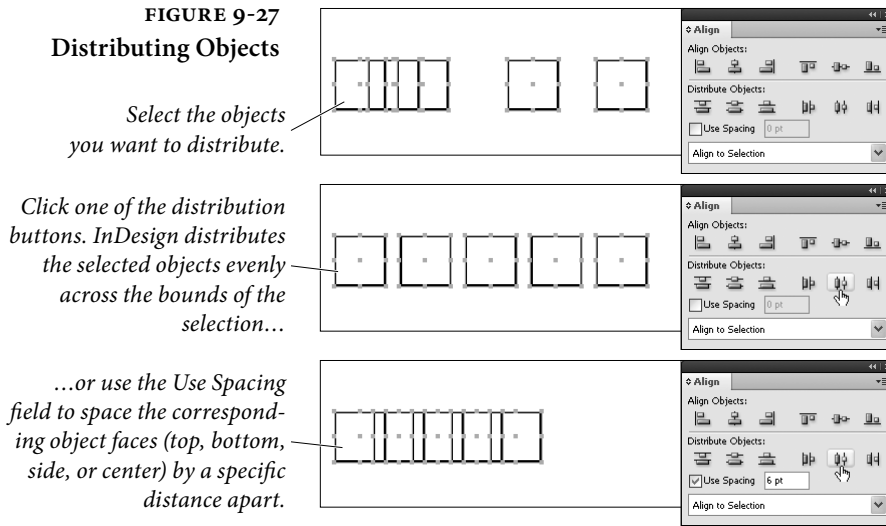 FIGURE 9-27
Distributing Objects
Select the objects
you want to distribute.
Align
Align Objects:
Distribute Objects:
Use Spacing 0 pt
Align to Selection
Click one of the distribution
buttons. InDesign distributes
the selected objects evenly
across the bounds of the
selection…
Align
Align Objects:
Distribute Objects:
Use Spacing 0 pt
Align to Selection
…or use the Use Spacing
field to space the correspond-
ing object faces (top, bottom,
side, or center) by a specific
distance apart.
Align
Align Objects:
Distribute Objects:
Use Spacing 6 pt
Align to Selection